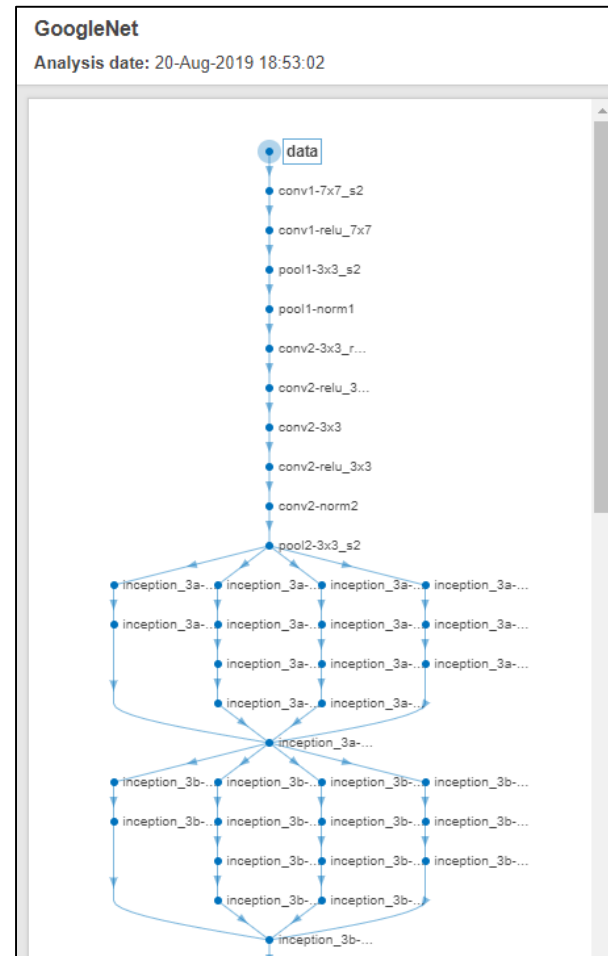 GoogleNet
Analysis date: 20-Aug-2019 18:53:02
data
conv1-7x7_s2
conv1-relu_7x7
pool1-3x3_s2
pool1-norm1
conv2-3x3_r...
conv2-relu_3...
conv2-3x3
conv2-relu_3x3
conv2-norm2
pool2-3x3_s2
inception_3a-... inception_3a-... inception_3a-... inception_3a-...
inception_3a-... inception_3a-... inception_3a-... inception_3a-...
inception_3a-... inception_3a-... inception_3a-...
inception_3a-... inception_3a-...
inception_3a-...
inception_3b-... inception_3b-... inception_3b-... inception_3b-...
inception_3b-... inception_3b-... inception_3b-... inception_3b-...
inception_3b-... inception_3b-... inception_3b-...
inception_3b-... inception_3b-...
inception_3b-...